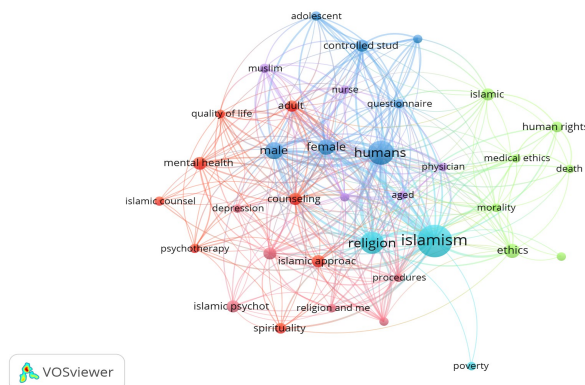 adolescent
controlled stud
muslim
nurse
islamic
adult
questionnaire
quality of life
human rights
male
female
humans
mental health
physician
medical ethics
death
islamic counsel
depression
counseling
aged
morality
psychotherapy
religion
islamism
ethics
islamic approac
procedures
islamic psychot
religion and me
spirituality
poverty
VOSviewer